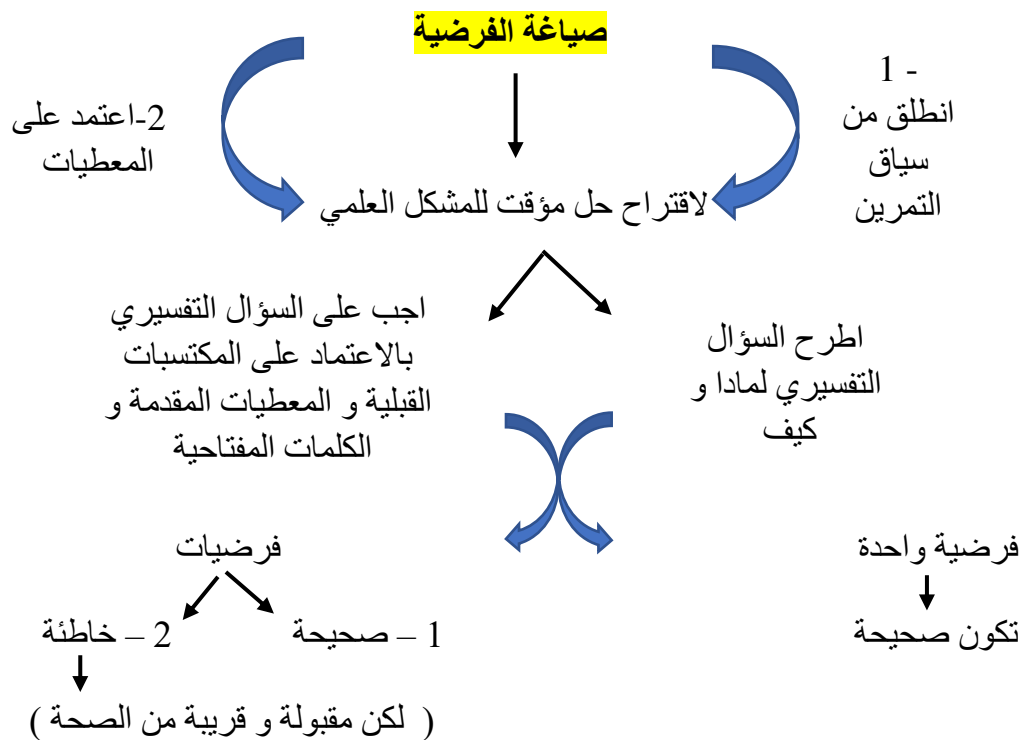 صياغة الفرضية
1 -
انطلق من
سياق
التمرين
2-اعتمد على
المعطيات
لاقتراح حل مؤقت للمشكل العلمي
اطرح السؤال
التفسيري لمادا و
كيف
اجب على السؤال التفسيري
بالاعتماد على المكتسبات
القبلية و المعطيات المقدمة و
الكلمات المفتاحية
فرضية واحدة
تكون صحيحة
فرضيات
1 – صحيحة
2 – خاطئة
( لكن مقبولة و قريبة من الصحة )